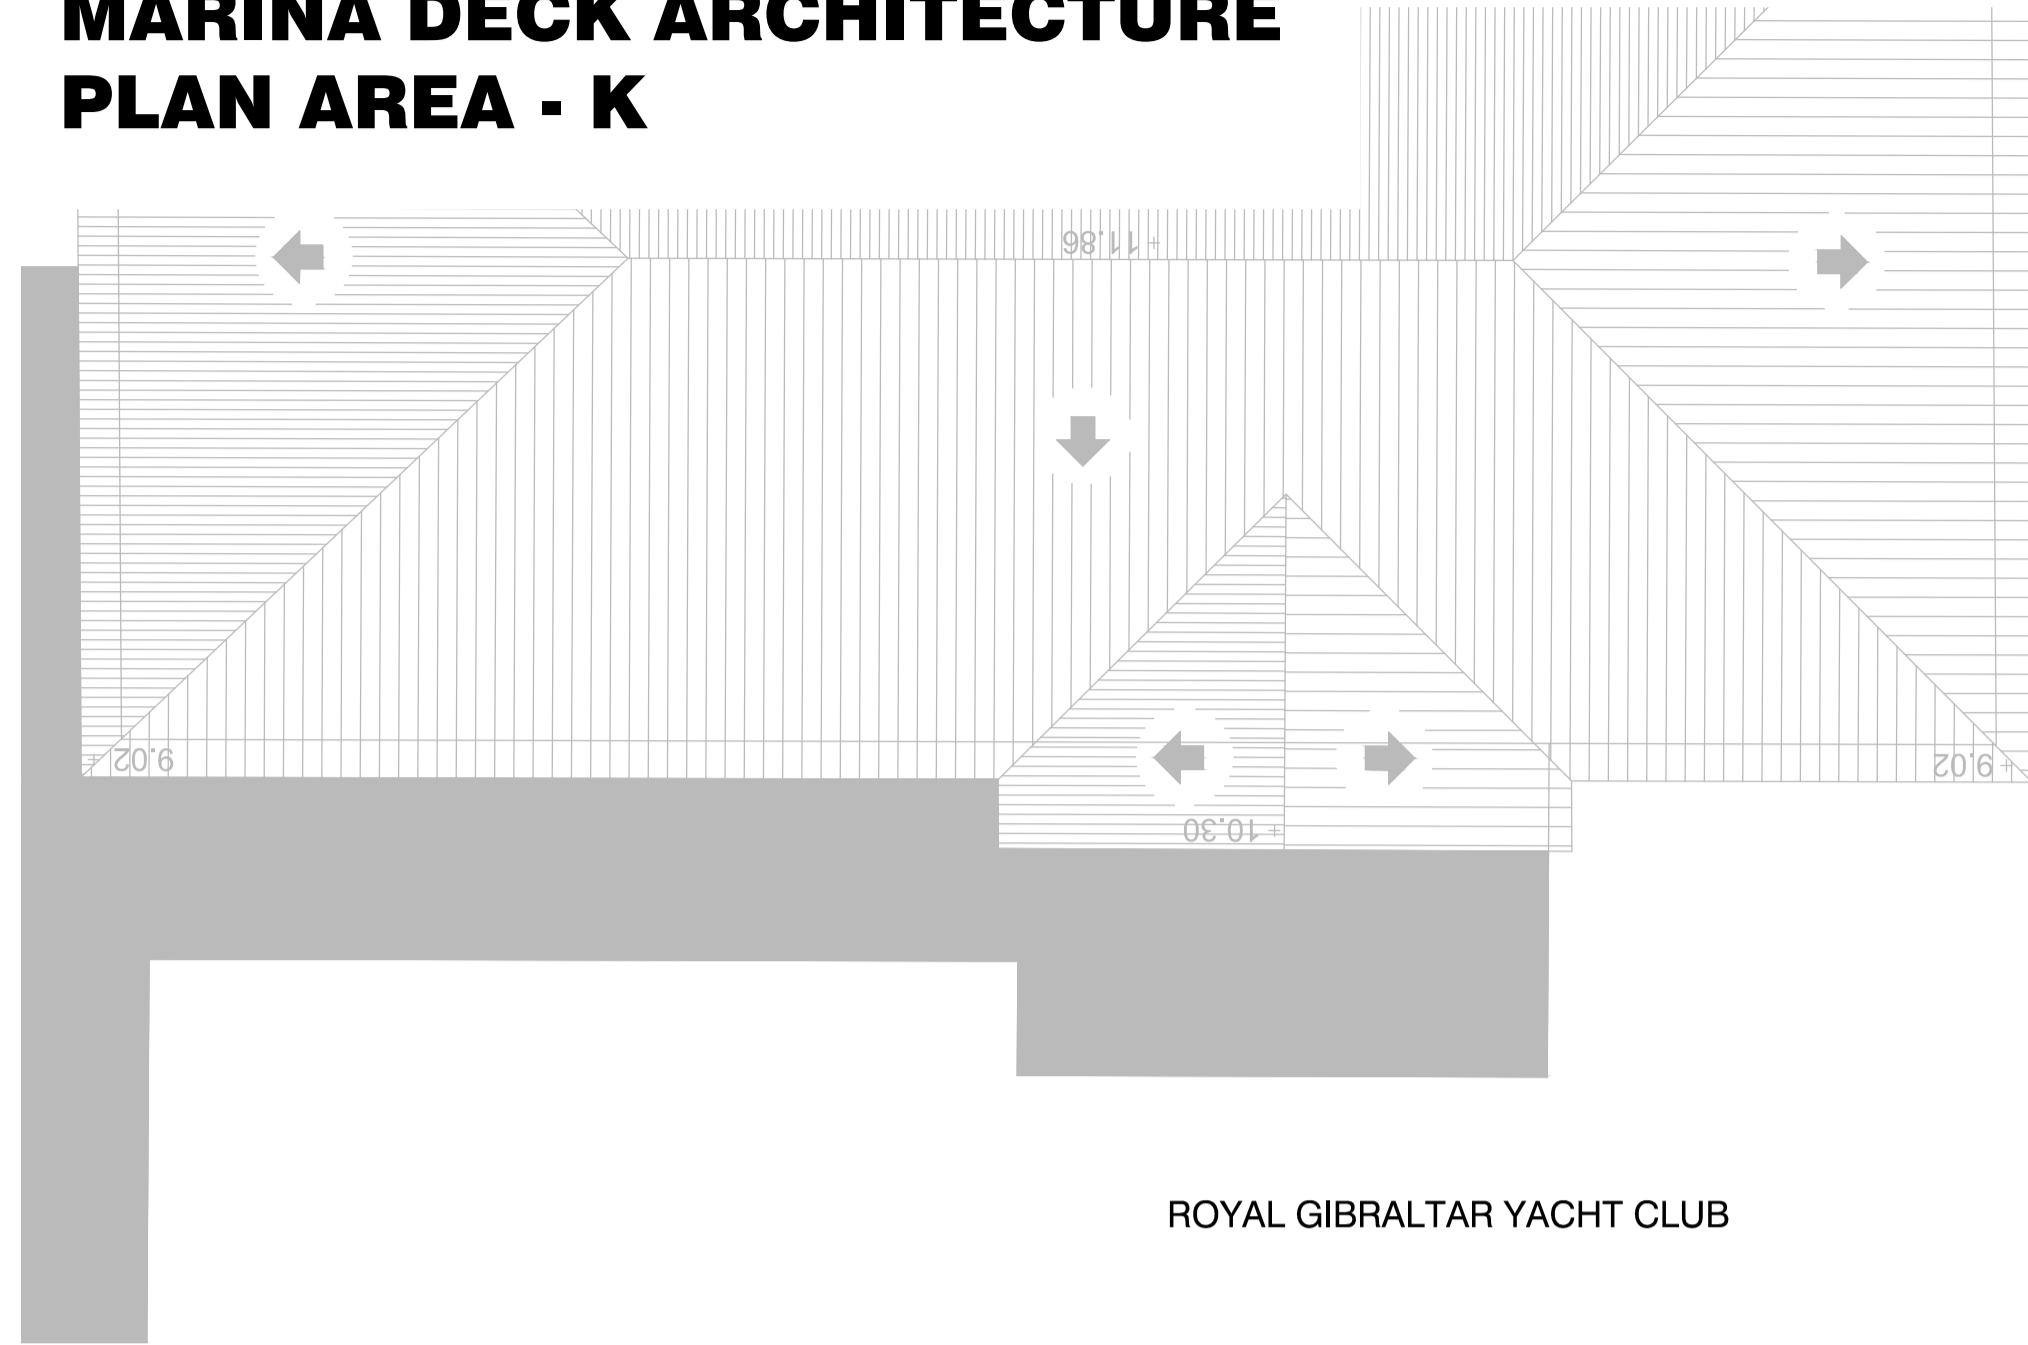 MARINA DECK ARCHITECTURE
PLAN AREA - K
+ 11.86
+ 9.02
+ 9.02
+ 10.30
ROYAL GIBRALTAR YACHT CLUB